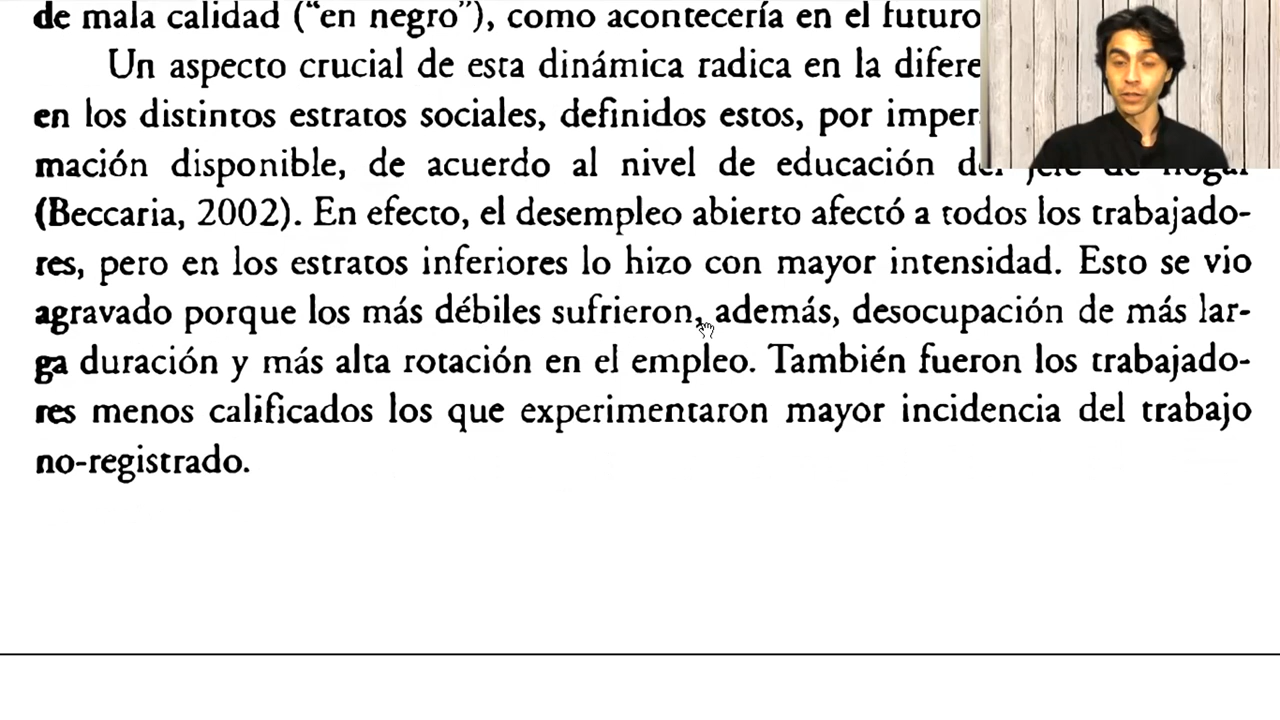 de mala calidad (“en negro”), como acontecería en el futuro
Un aspecto crucial de esta dinámica radica en la
en los distintos estratos sociales, definidos estos, por
mación disponible, de acuerdo al nivel de educación del jefe de hogar
(Beccaria, 2002). En efecto, el desempleo abierto afectó a todos los trabajado-
res, pero en los estratos inferiores lo hizo con mayor intensidad. Esto se vio
agravado porque los más débiles sufrieron, además, desocupación de más lar-
ga duración y más alta rotación en el empleo. También fueron los trabajado-
res menos calificados los que experimentaron mayor incidencia del trabajo
no-registrado.